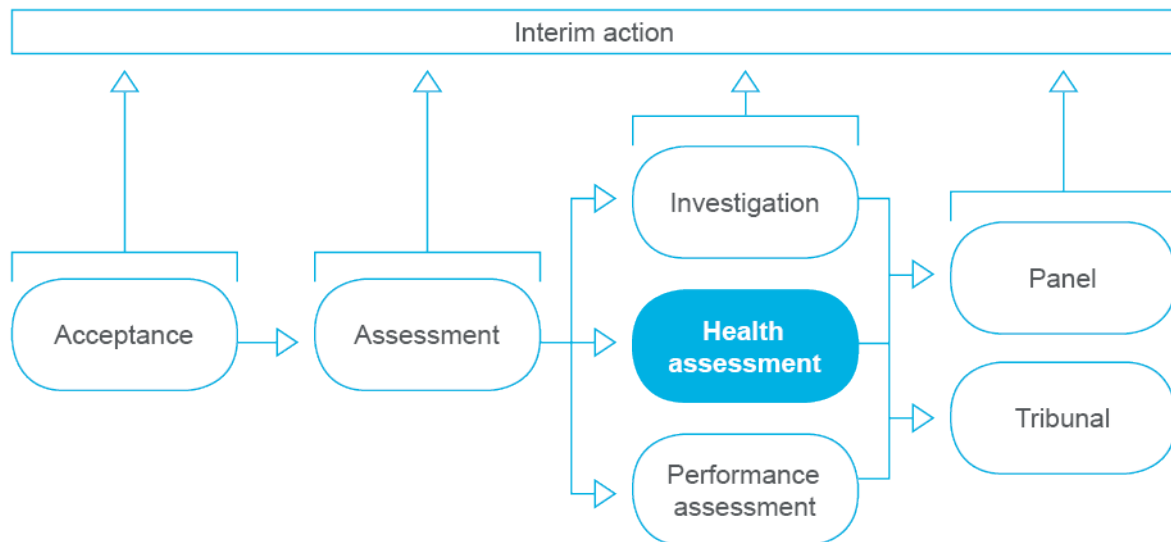 Interim action
Acceptance
Assessment
Investigation
Health
assessment
Performance
assessment
Panel
Tribunal